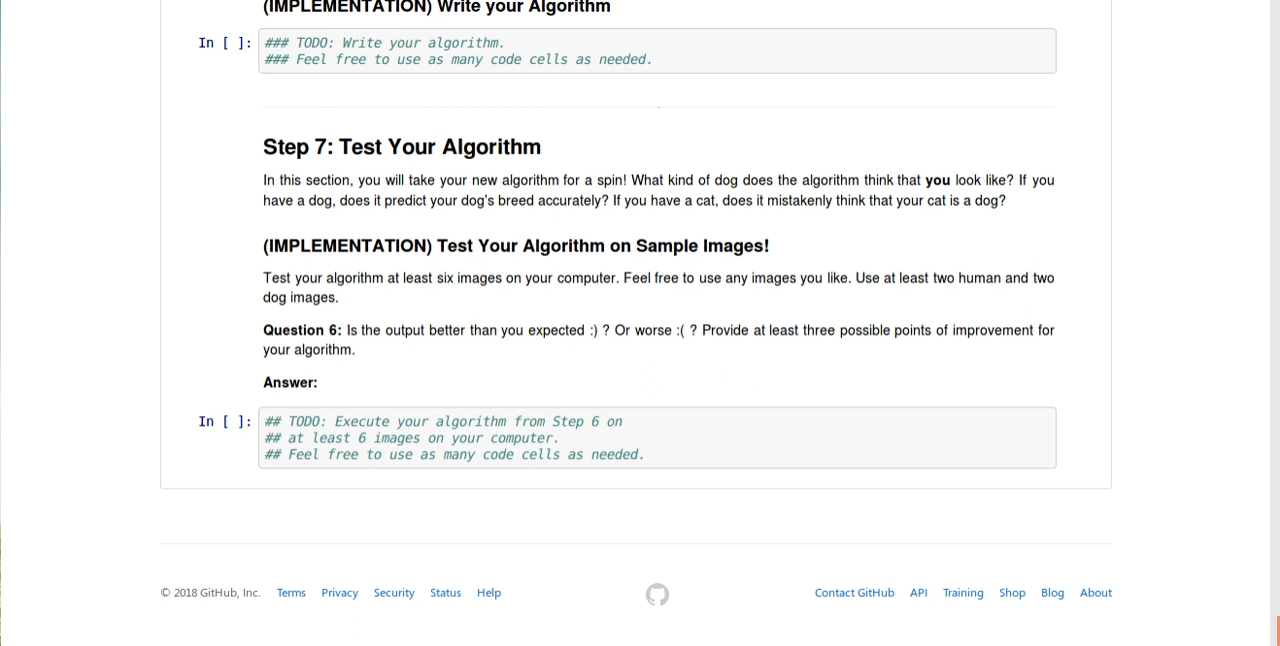 (IMPLEMENTATION) Write your Algorithm
In [ ]: ### TODO: Write your algorithm.
### Feel free to use as many code cells as needed.
Step 7: Test Your Algorithm
In this section, you will take your new algorithm for a spin! What kind of dog does the algorithm think that you look like? If you
have a dog, does it predict your dog's breed accurately? If you have a cat, does it mistakenly think that your cat is a dog?
(IMPLEMENTATION) Test Your Algorithm on Sample Images!
Test your algorithm at least six images on your computer. Feel free to use any images you like. Use at least two human and two
dog images.
Question 6: Is the output better than you expected :) ? Or worse :( ? Provide at least three possible points of improvement for
your algorithm.
Answer:
In [ ]: ## TODO: Execute your algorithm from Step 6 on
## at least 6 images on your computer.
## Feel free to use as many code cells as needed.
© 2018 GitHub, Inc. Terms Privacy Security Status Help Contact GitHub API Training Shop Blog About